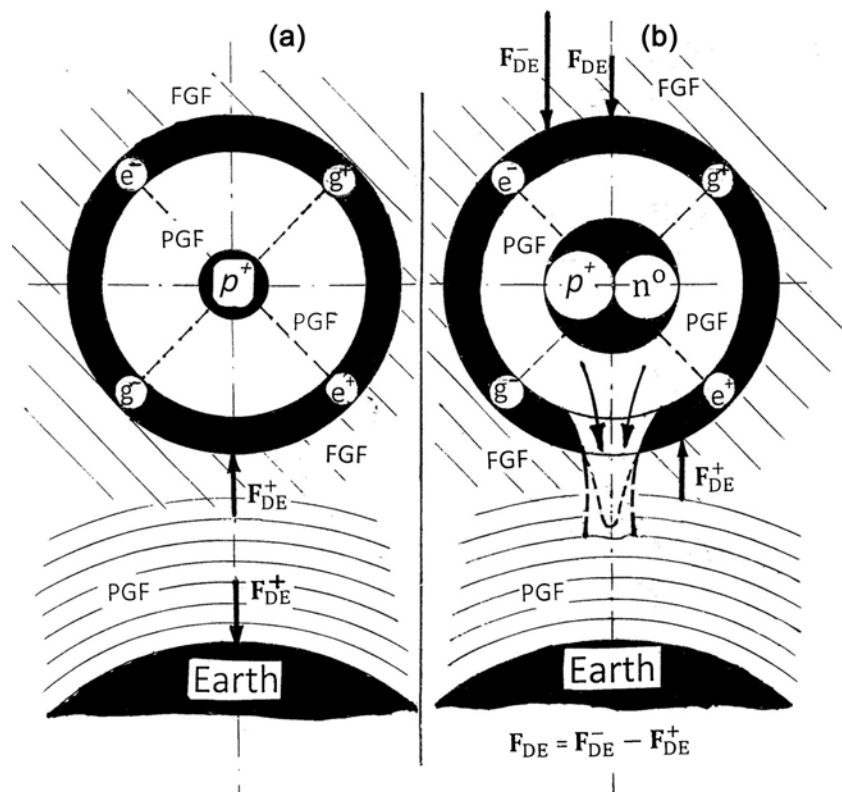 (a)
FGF
e⁻
g⁺
PGF
p⁺
PGF
g⁻
e⁺
FGF
F⁺DE
PGF
F⁺DE
Earth
(b)
F⁻DE
FDE
FGF
e⁻
g⁺
PGF
p⁺
n⁰
PGF
g⁻
e⁺
FGF
F⁺DE
PGF
Earth
FDE = F⁻DE − F⁺DE